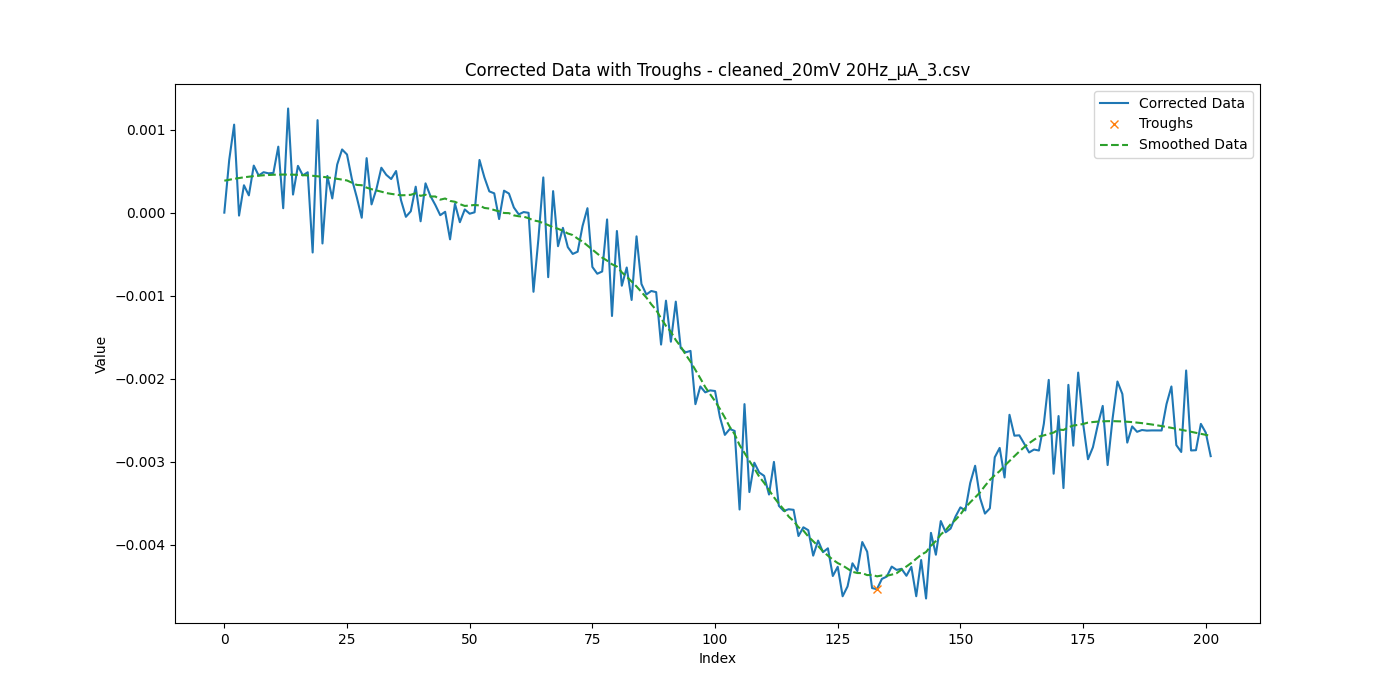 Corrected Data with Troughs - cleaned_20mV 20Hz_µA_3.csv
Corrected Data
Troughs
Smoothed Data
Value
0.001
0.000
−0.001
−0.002
−0.003
−0.004
0 25 50 75 100 125 150 175 200
Index